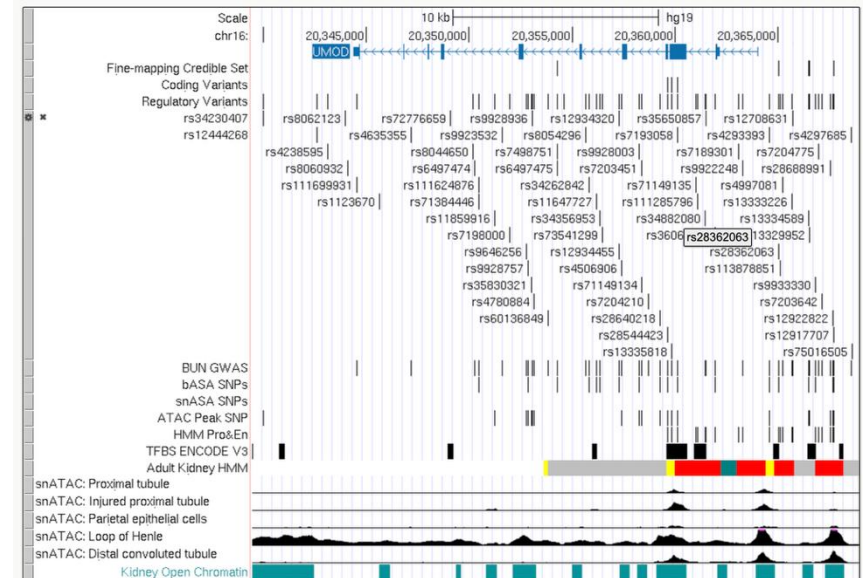 Scale 10 kb hg19
chr16: 20,345,000 20,350,000 20,355,000 20,360,000 20,365,000
UMOD
Fine-mapping Credible Set
Coding Variants
Regulatory Variants
rs34230407 rs8062123 rs72776659 rs9928936 rs12934320 rs35650857 rs12708631
rs12444268 rs4635355 rs9923532 rs8054296 rs7193058 rs4293393 rs4297685
rs4238595 rs8044650 rs7498751 rs9928003 rs7189301 rs7204775
rs8060932 rs6497474 rs6497475 rs7203451 rs9922248 rs28688991
rs111699931 rs111624876 rs34262842 rs71149135 rs4997081
rs1123670 rs71384446 rs11647727 rs111285796 rs13333226
rs11859916 rs34356953 rs34882080 rs13334589
rs7198000 rs73541299 rs3606 rs28362063 13329952
rs9646256 rs12934455 rs28362063
rs9928757 rs4506906 rs113878851
rs35830321 rs71149134 rs9933330
rs4780884 rs7204210 rs7203642
rs60136849 rs28640218 rs12922822
rs28544423 rs12917707
rs13335818 rs75016505
BUN GWAS
bASA SNPs
snASA SNPs
ATAC Peak SNP
HMM Pro&En
TFBS ENCODE V3
Adult Kidney HMM
snATAC: Proximal tubule
snATAC: Injured proximal tubule
snATAC: Parietal epithelial cells
snATAC: Loop of Henle
snATAC: Distal convoluted tubule
Kidney Open Chromatin